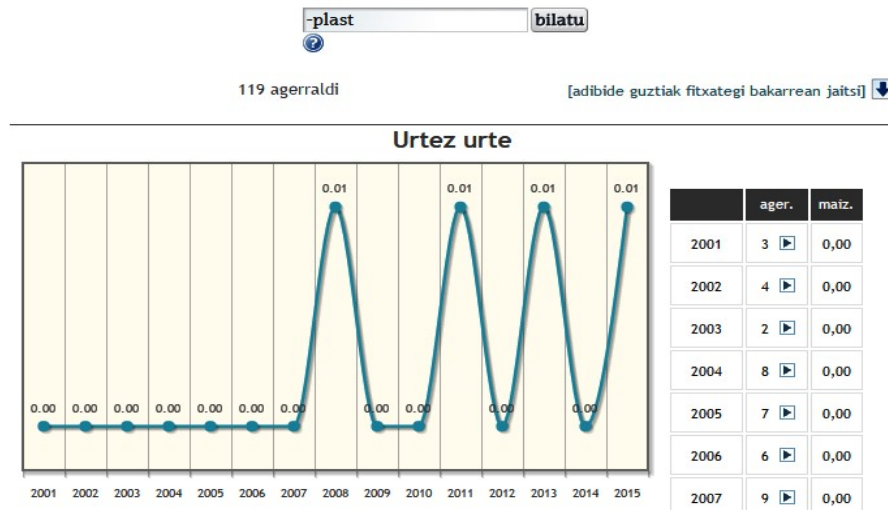 -plast bilatu
?
119 agerraldi [adibide guztiak fitxategi bakarrean jaitsi]
Urtez urte
0.01 0.01 0.01 0.01
0.00 0.00 0.00 0.00 0.00 0.00 0.00 0.00 0.00 0.00 0.00
2001 2002 2003 2004 2005 2006 2007 2008 2009 2010 2011 2012 2013 2014 2015
ager. maiz.
2001 3 0,00
2002 4 0,00
2003 2 0,00
2004 8 0,00
2005 7 0,00
2006 6 0,00
2007 9 0,00